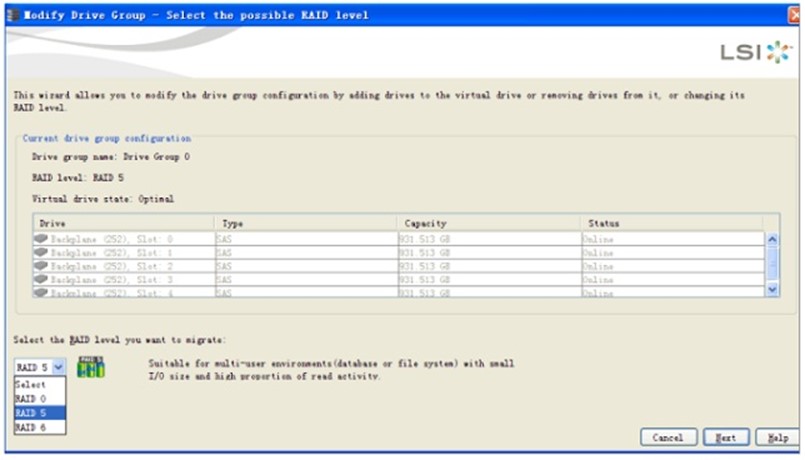 Modify Drive Group - Select the possible RAID level
LSI
This wizard allows you to modify the drive group configuration by adding drives to the virtual drive or removing drives from it, or changing its
RAID level.
Current drive group configuration
Drive group name: Drive Group 0
RAID level: RAID 5
Virtual drive state: Optimal
Drive Type Capacity Status
Backplane (252), Slot: 0 SAS 931.513 GB Online
Backplane (252), Slot: 1 SAS 931.513 GB Online
Backplane (252), Slot: 2 SAS 931.513 GB Online
Backplane (252), Slot: 3 SAS 931.513 GB Online
Backplane (252), Slot: 4 SAS 931.513 GB Online
Select the RAID level you want to migrate:
RAID 5
RAID 5
Suitable for multi-user environments(database or file system) with small
I/O size and high proportion of read activity.
Select
RAID 0
RAID 5
RAID 6
Cancel Next Help